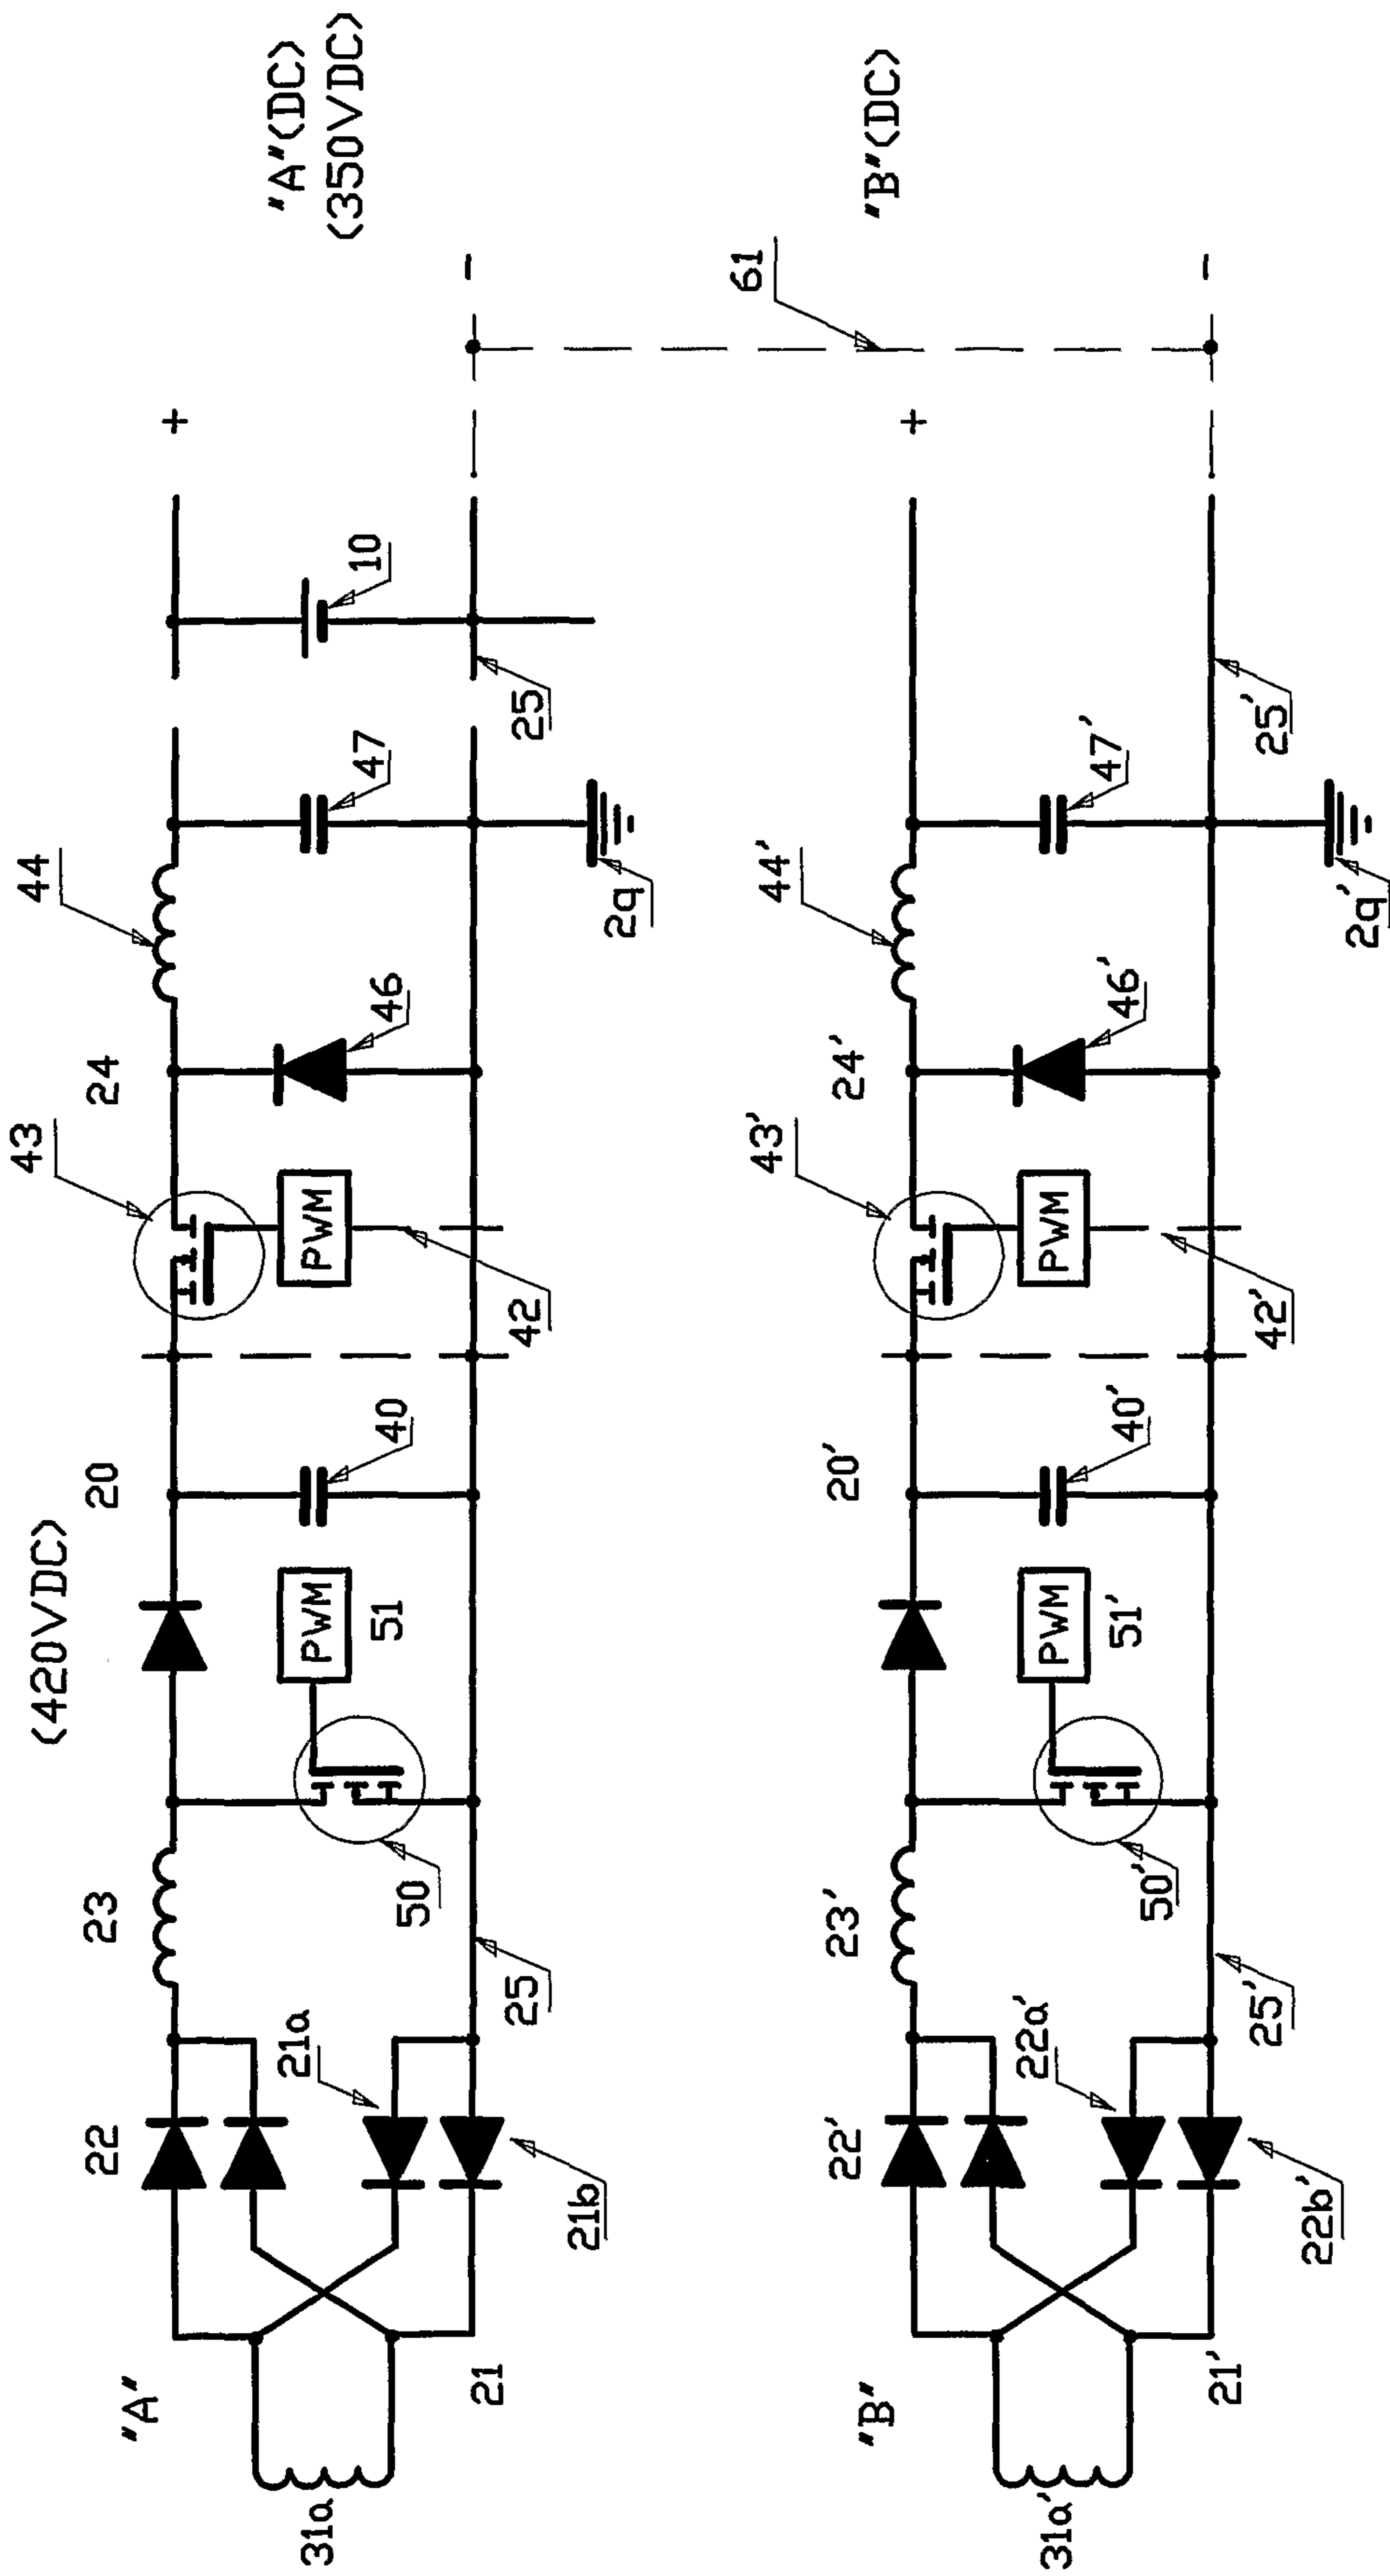 "A"
31a
21
22
21a
21b
23
25
50
PWM
51
(420VDC)
20
40
42
PWM
43
24
46
44
47
2q
25
10
+
-
"A"(DC)
(350VDC)
61
"B"
31a'
21'
22'
22a'
22b'
23'
25'
50'
PWM
51'
20'
40'
42'
PWM
43'
24'
46'
44'
47'
2q'
25'
+
-
"B"(DC)